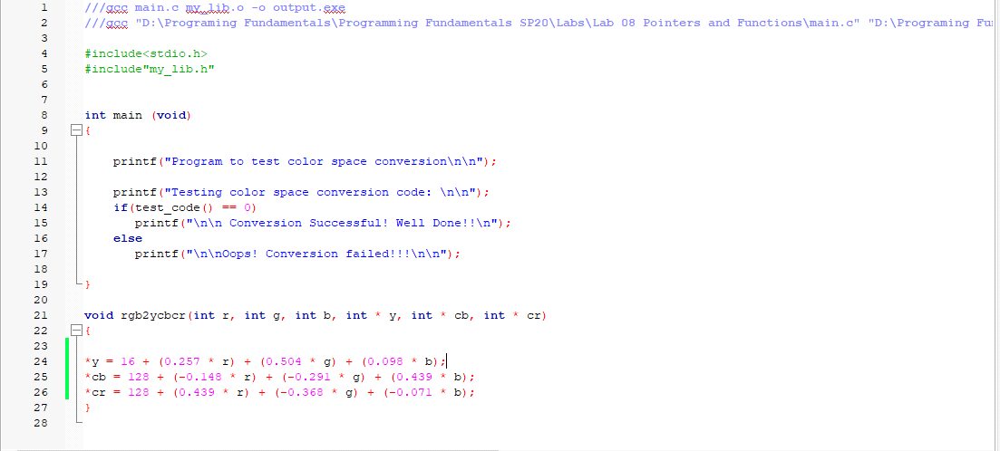 1 ///gcc main.c my_lib.o -o output.exe
2 ///gcc "D:\Programing Fundamentals\Programming Fundamentals SP20\Labs\Lab 08 Pointers and Functions\main.c" "D:\Programing Fu
3
4 #include<stdio.h>
5 #include"my_lib.h"
6
7
8 int main (void)
9 {
10
11 printf("Program to test color space conversion\n\n");
12
13 printf("Testing color space conversion code: \n\n");
14 if(test_code() == 0)
15 printf("\n\n Conversion Successful! Well Done!!\n");
16 else
17 printf("\n\nOops! Conversion failed!!!\n\n");
18
19 }
20
21 void rgb2ycbcr(int r, int g, int b, int * y, int * cb, int * cr)
22 {
23
24 *y = 16 + (0.257 * r) + (0.504 * g) + (0.098 * b);
25 *cb = 128 + (-0.148 * r) + (-0.291 * g) + (0.439 * b);
26 *cr = 128 + (0.439 * r) + (-0.368 * g) + (-0.071 * b);
27 }
28